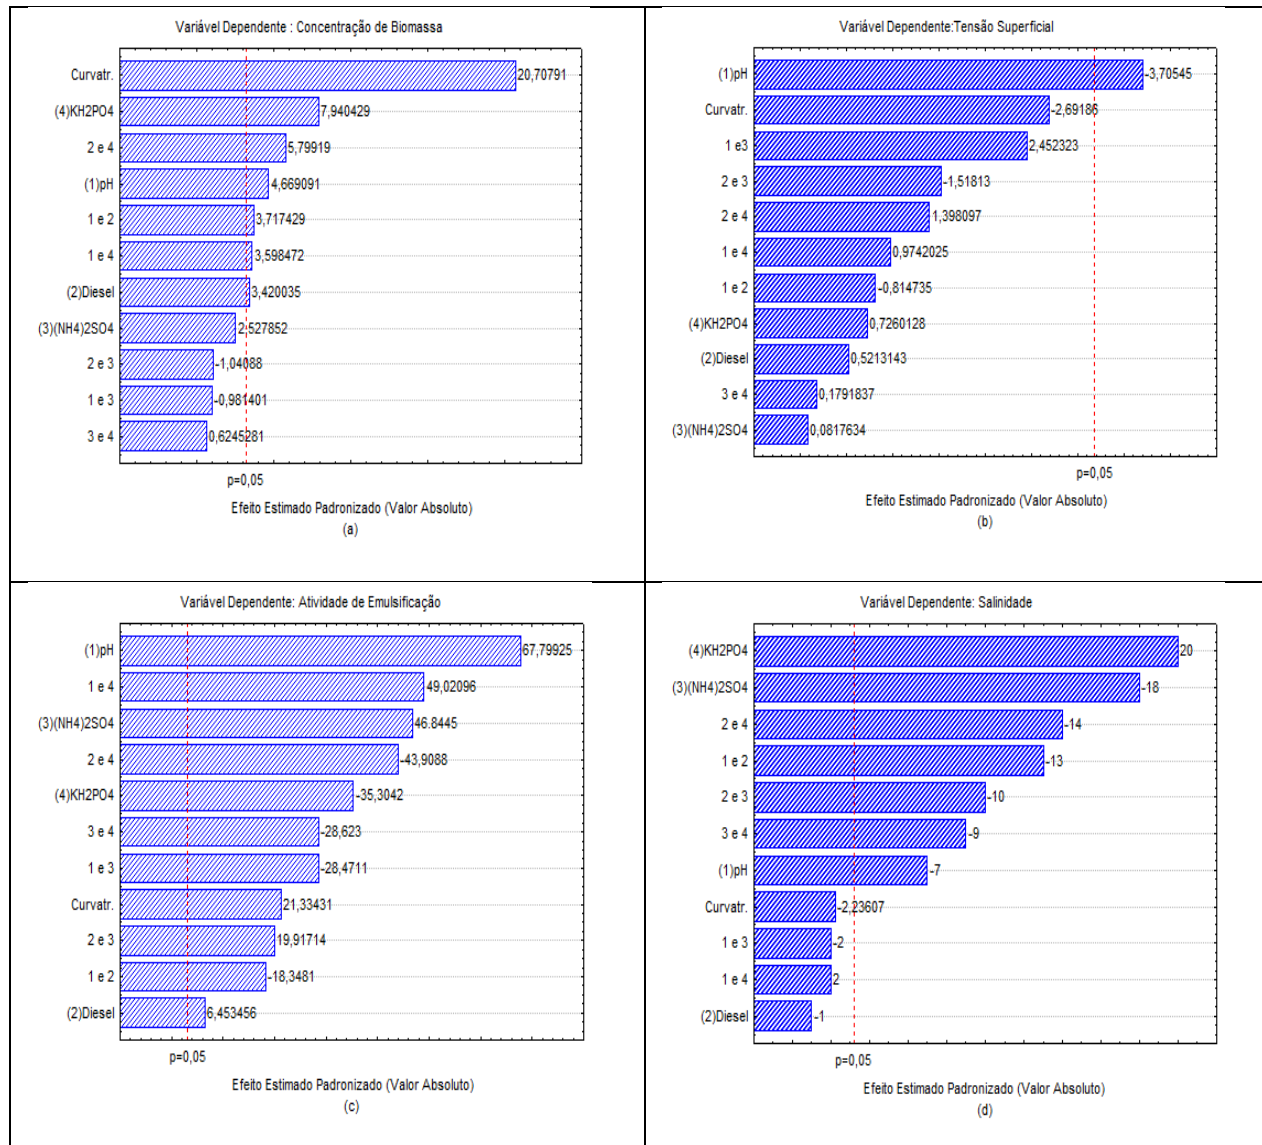 Variável Dependente : Concentração de Biomassa
Curvatr. 20,70791
(4)KH2PO4 7,940429
2 e 4 5,79919
(1)pH 4,669091
1 e 2 3,717429
1 e 4 3,598472
(2)Diesel 3,420035
(3)(NH4)2SO4 2,527852
2 e 3 -1,04088
1 e 3 -0,981401
3 e 4 0,6245281
p=0,05
Efeito Estimado Padronizado (Valor Absoluto)
(a)
Variável Dependente:Tensão Superficial
(1)pH -3,70545
Curvatr. -2,69186
1 e3 2,452323
2 e 3 -1,51813
2 e 4 1,398097
1 e 4 0,9742025
1 e 2 -0,814735
(4)KH2PO4 0,7260128
(2)Diesel 0,5213143
3 e 4 0,1791837
(3)(NH4)2SO4 0,0817634
p=0,05
Efeito Estimado Padronizado (Valor Absoluto)
(b)
Variável Dependente: Atividade de Emulsificação
(1)pH 67,79925
1 e 4 49,02096
(3)(NH4)2SO4 46.8445
2 e 4 -43,9088
(4)KH2PO4 -35,3042
3 e 4 -28,623
1 e 3 -28,4711
Curvatr. 21,33431
2 e 3 19,91714
1 e 2 -18,3481
(2)Diesel 6,453456
p=0,05
Efeito Estimado Padronizado (Valor Absoluto)
(c)
Variável Dependente: Salinidade
(4)KH2PO4 20
(3)(NH4)2SO4 -18
2 e 4 -14
1 e 2 -13
2 e 3 -10
3 e 4 -9
(1)pH -7
Curvatr. -2,23607
1 e 3 -2
1 e 4 2
(2)Diesel -1
p=0,05
Efeito Estimado Padronizado (Valor Absoluto)
(d)